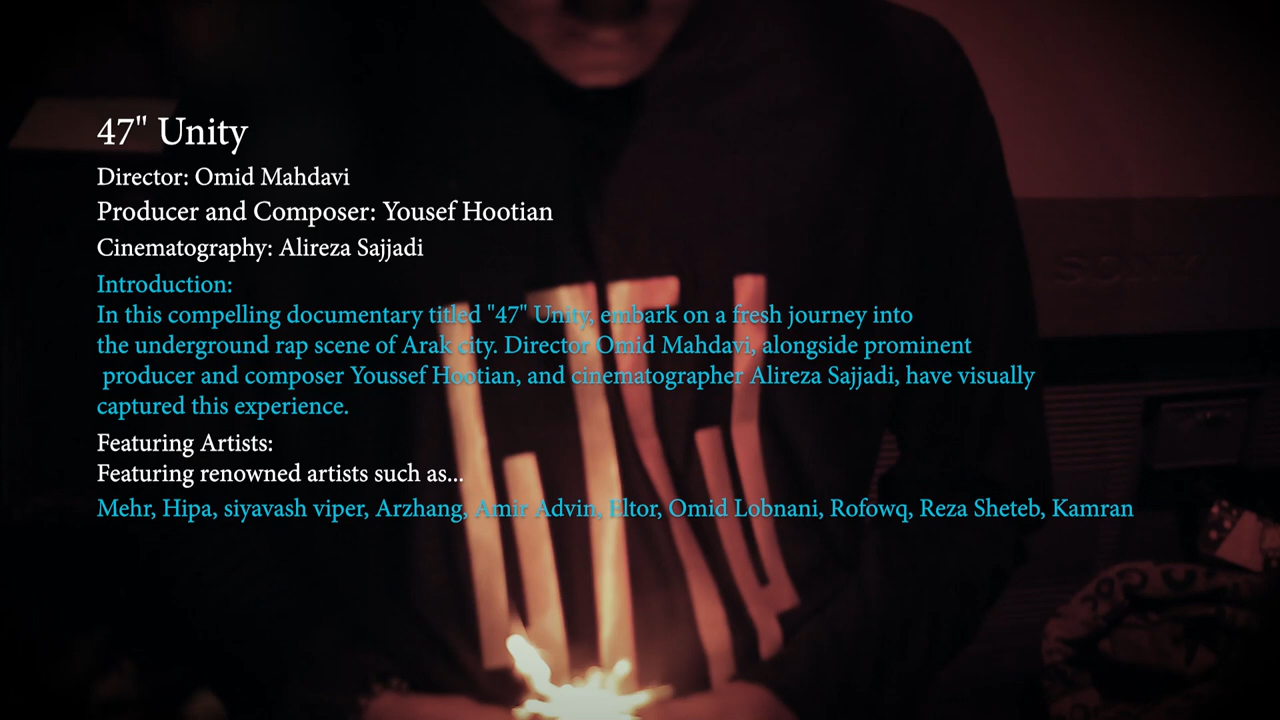 47" Unity
Director: Omid Mahdavi
Producer and Composer: Yousef Hootian
Cinematography: Alireza Sajjadi
Introduction:
In this compelling documentary titled "47" Unity, embark on a fresh journey into
the underground rap scene of Arak city. Director Omid Mahdavi, alongside prominent
producer and composer Youssef Hootian, and cinematographer Alireza Sajjadi, have visually
captured this experience.
Featuring Artists:
Featuring renowned artists such as...
Mehr, Hipa, siyavash viper, Arzhang, Amir Advin, Eltor, Omid Lobnani, Rofowq, Reza Sheteb, Kamran
SONY